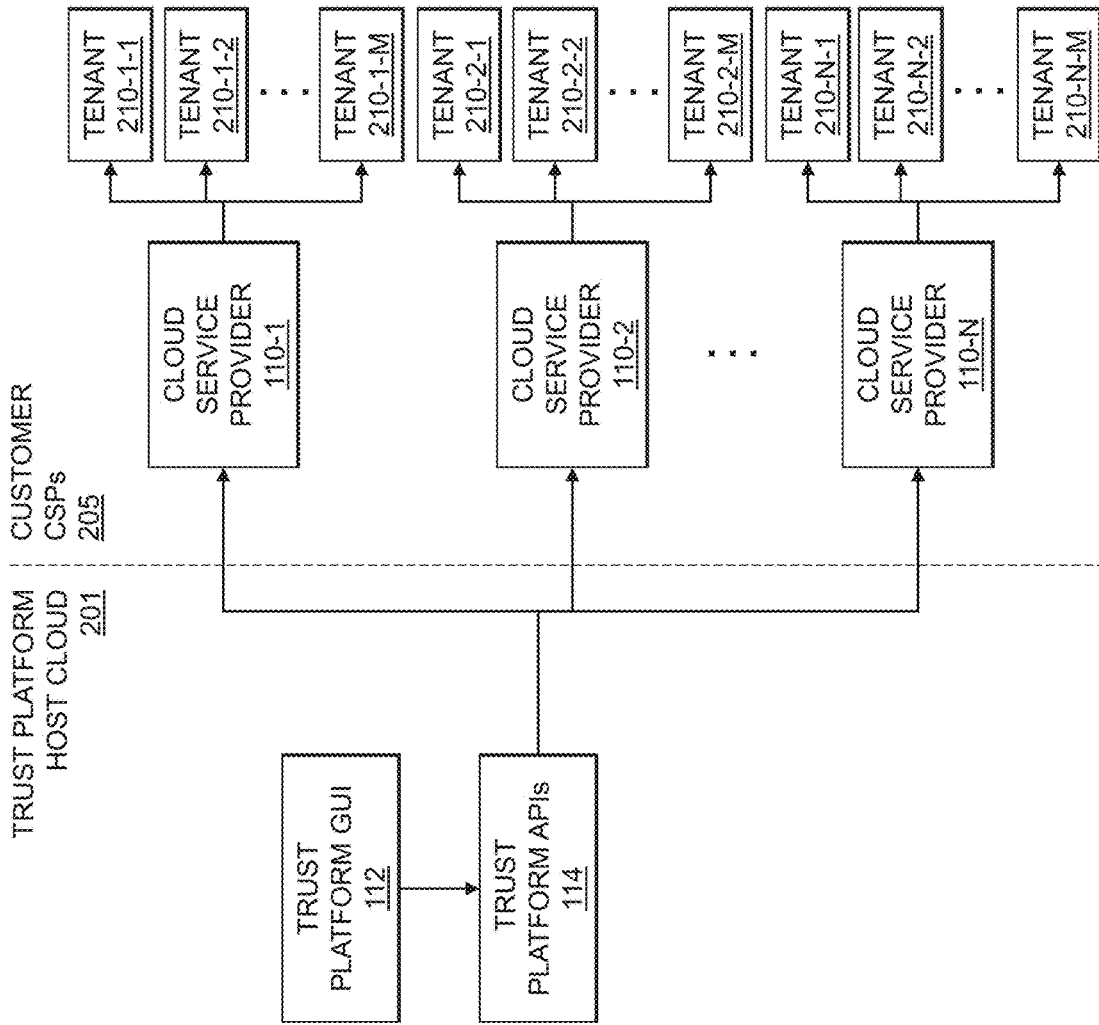 TRUST PLATFORM
HOST CLOUD
201
CUSTOMER
CSPs
205
TRUST
PLATFORM GUI
112
TRUST
PLATFORM APIs
114
CLOUD
SERVICE
PROVIDER
110-1
CLOUD
SERVICE
PROVIDER
110-2
CLOUD
SERVICE
PROVIDER
110-N
TENANT
210-1-1
TENANT
210-1-2
TENANT
210-1-M
TENANT
210-2-1
TENANT
210-2-2
TENANT
210-2-M
TENANT
210-N-1
TENANT
210-N-2
TENANT
210-N-M